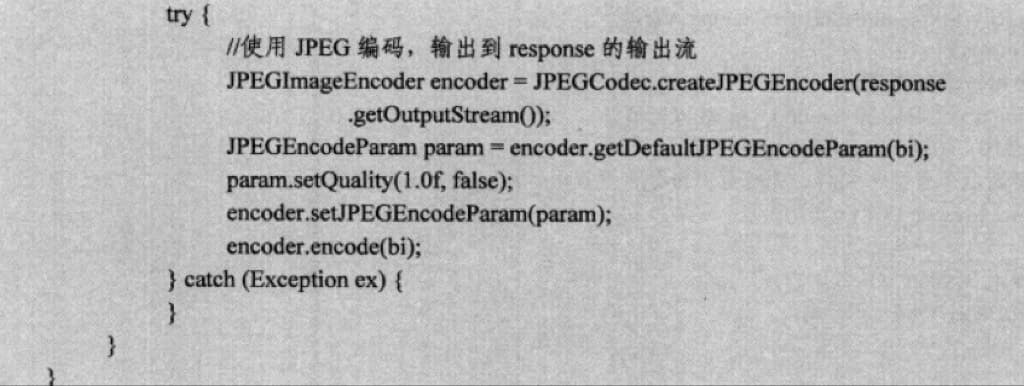 try {
//使用 JPEG 编码，输出到 response 的输出流
JPEGImageEncoder encoder = JPEGCodec.createJPEGEncoder(response
.getOutputStream());
JPEGEncodeParam param = encoder.getDefaultJPEGEncodeParam(bi);
param.setQuality(1.0f, false);
encoder.setJPEGEncodeParam(param);
encoder.encode(bi);
} catch (Exception ex) {
}
}
}